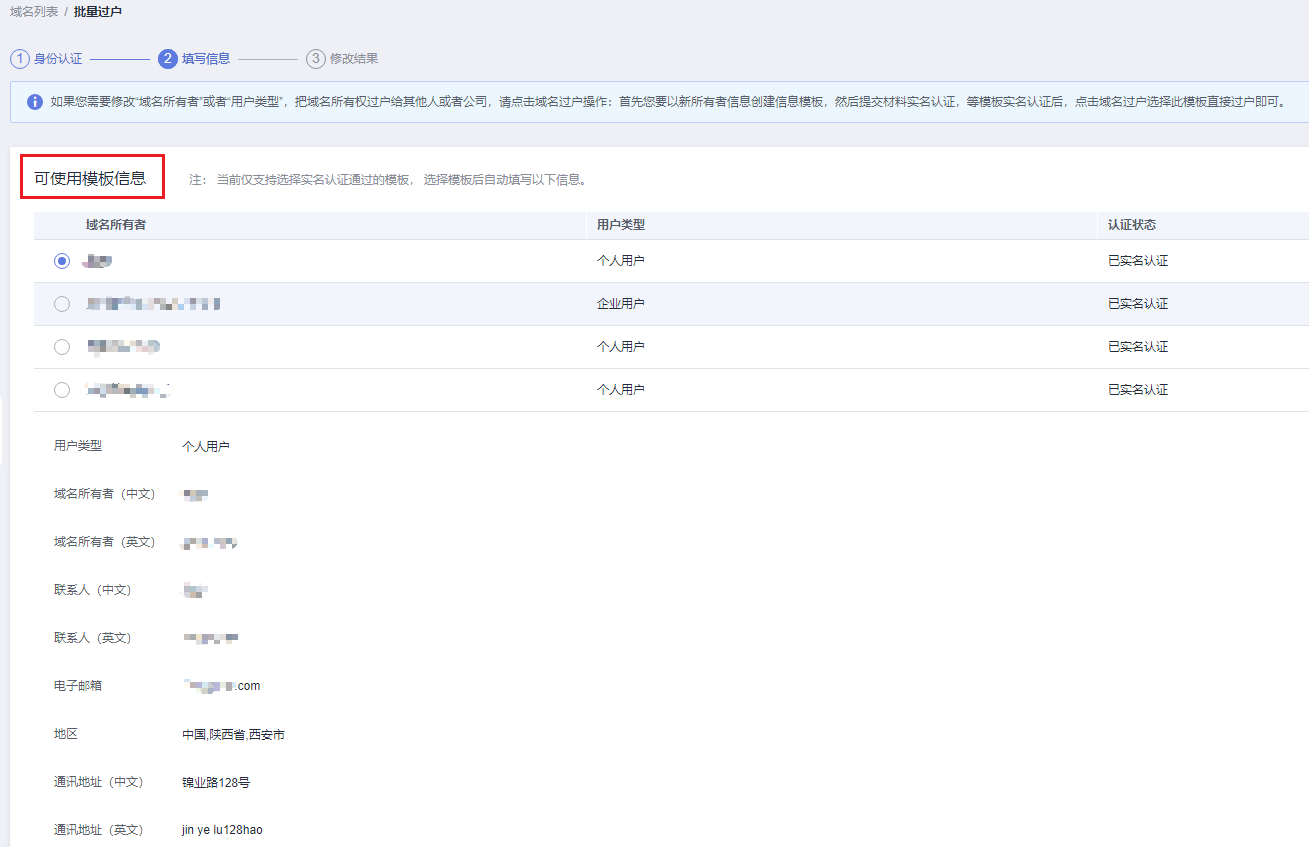 域名列表 / 批量过户
1 身份认证 2 填写信息 3 修改结果
如果您需要修改“域名所有者”或者“用户类型”，把域名所有权过户给其他人或者公司，请点击域名过户操作：首先您要以新所有者信息创建信息模板，然后提交材料实名认证，等模板实名认证后，点击域名过户选择此模板直接过户即可。
可使用模板信息 注： 当前仅支持选择实名认证通过的模板， 选择模板后自动填写以下信息。
域名所有者 用户类型 认证状态
个人用户 已实名认证
企业用户 已实名认证
个人用户 已实名认证
个人用户 已实名认证
用户类型 个人用户
域名所有者（中文）
域名所有者（英文）
联系人（中文）
联系人（英文）
电子邮箱 .com
地区 中国,陕西省,西安市
通讯地址（中文） 锦业路128号
通讯地址（英文） jin ye lu128hao